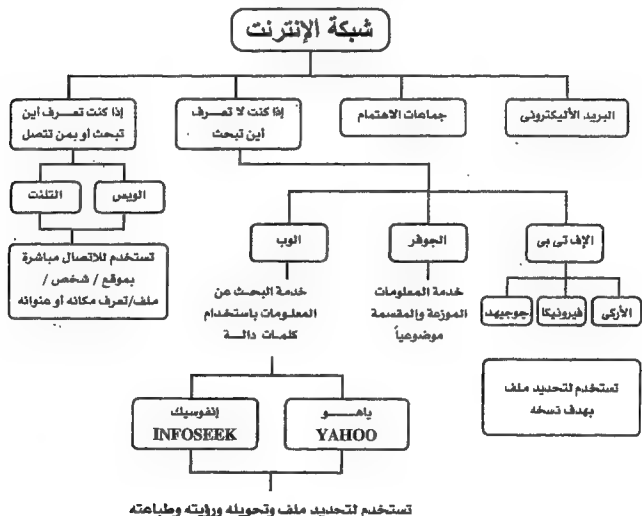 شبكة الإنترنت
البريد الأليكترونى
جماعات الاهتمام
إذا كنت لا تعرف
أين تبحث
إذا كنت تعرف أين
تبحث أو بمن تتصل
الويس
التلنت
تستخدم للاتصال مباشرة
بموقع / شخص /
ملف/تعرف مكانه أو عنوانه
الإف تى بى
الجوفر
الوب
الأركى
فيرونيكا
جوجيهد
خدمة المعلومات
الموزعة والمقسمة
موضوعياً
خدمة البحث عن
المعلومات باستخدام
كلمات دالة
تستخدم لتحديد ملف
بهدف نسخه
ياهو
YAHOO
إنفوسيك
INFOSEEK
تستخدم لتحديد ملف وتحويله ورؤيته وطباعته